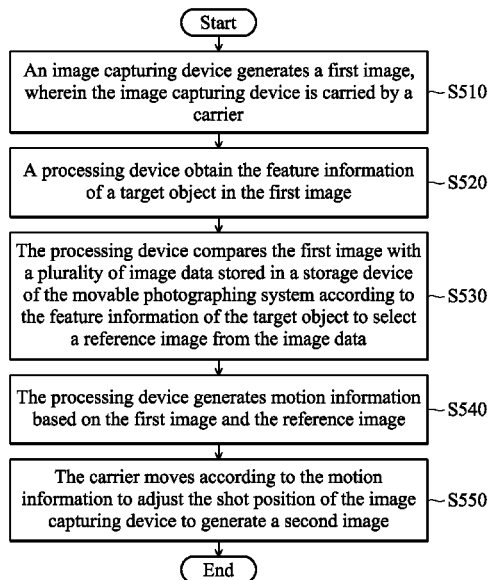 Start
An image capturing device generates a first image,
wherein the image capturing device is carried by a
carrier
S510
A processing device obtain the feature information
of a target object in the first image
S520
The processing device compares the first image with
a plurality of image data stored in a storage device
of the movable photographing system according to
the feature information of the target object to select
a reference image from the image data
S530
The processing device generates motion information
based on the first image and the reference image
S540
The carrier moves according to the motion
information to adjust the shot position of the image
capturing device to generate a second image
S550
End